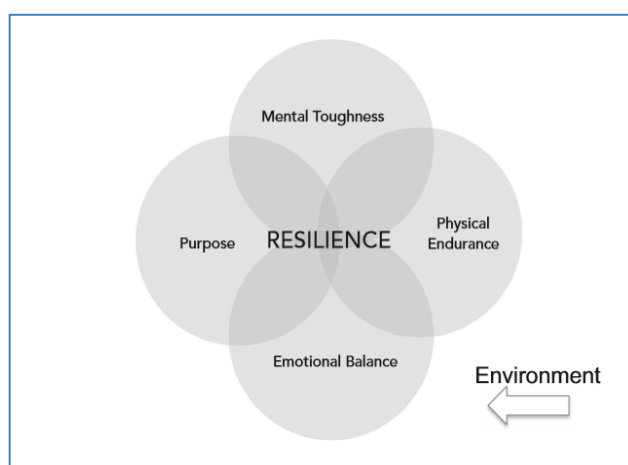 Mental Toughness
Purpose
RESILIENCE
Physical
Endurance
Emotional Balance
Environment